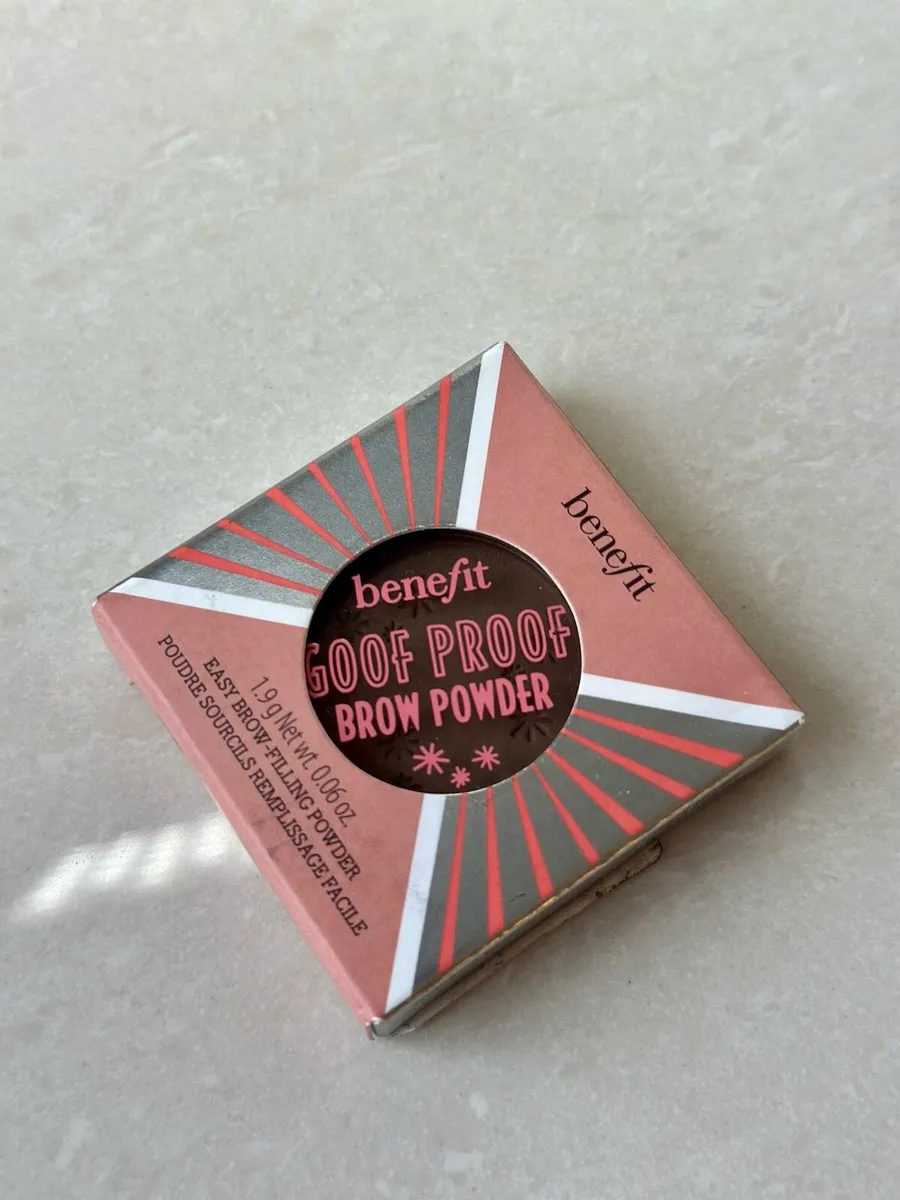 benefit
benefit
GOOF PROOF
BROW POWDER
1.9 g Net wt. 0.06 oz.
EASY BROW-FILLING POWDER
POUDRE SOURCILS REMPLISSAGE FACILE